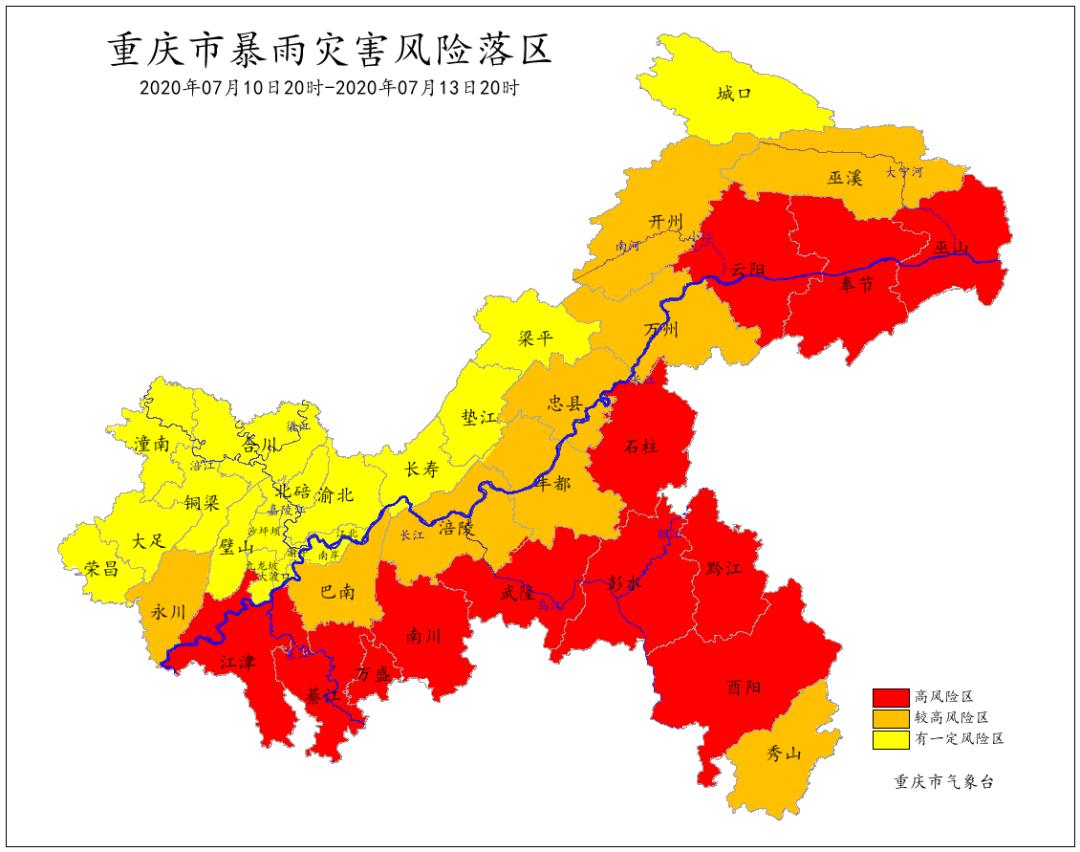 重庆市暴雨灾害风险落区
2020年07月10日20时-2020年07月13日20时
城口
巫溪
大宁河
开州
南河
小江
巫山
云阳
奉节
万州
梁平
长江
忠县
垫江
石柱
渠江
潼南
合川
涪江
长寿
丰都
北碚
渝北
铜梁
嘉陵江
涪陵
长江
沙坪坝
江北
大足
璧山
渝中
南岸
荣昌
九龙坡
大渡口
黔江
彭水
武隆
乌江
巴南
永川
南川
江津
綦江
万盛
綦江
酉阳
秀山
高风险区
较高风险区
有一定风险区
重庆市气象台